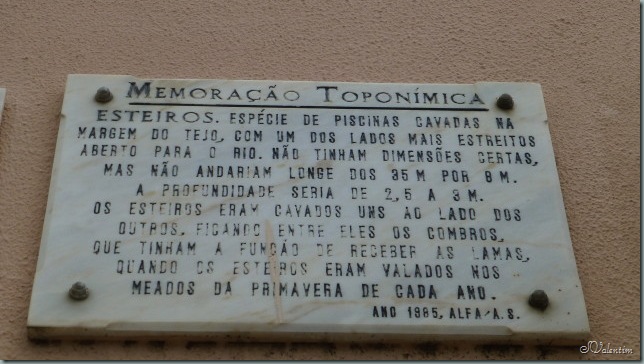 MEMORAÇÃO TOPONÍMICA
ESTEIROS. ESPÉCIE DE PISCINAS CAVADAS NA
MARGEM DO TEJO, COM UM DOS LADOS MAIS ESTREITOS
ABERTO PARA O RIO. NÃO TINHAM DIMENSÕES CERTAS,
MAS NÃO ANDARIAM LONGE DOS 35 M POR 8 M.
A PROFUNDIDADE SERIA DE 2,5 A 3 M.
OS ESTEIROS ERAM CAVADOS UNS AO LADO DOS
OUTROS, FICANDO ENTRE ELES OS COMBROS,
QUE TINHAM A FUNÇÃO DE RECEBER AS LAMAS,
QUANDO OS ESTEIROS ERAM VALADOS NOS
MEADOS DA PRIMAVERA DE CADA ANO.
ANO 1985, ALFA/A.S.
JValentim